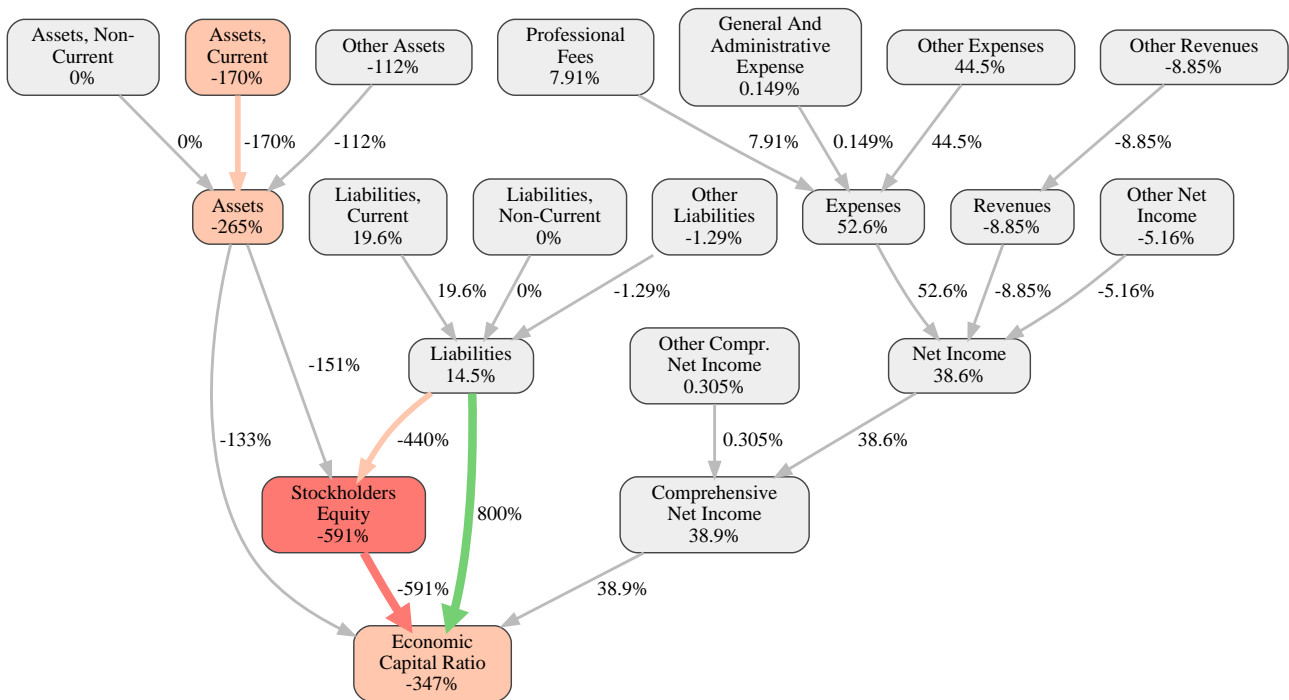 Assets, Non-
Current
0%
Assets,
Current
-170%
Other Assets
-112%
Professional
Fees
7.91%
General And
Administrative
Expense
0.149%
Other Expenses
44.5%
Other Revenues
-8.85%
0%
-170%
-112%
7.91%
0.149%
44.5%
-8.85%
Assets
-265%
Liabilities,
Current
19.6%
Liabilities,
Non-Current
0%
Other
Liabilities
-1.29%
Expenses
52.6%
Revenues
-8.85%
Other Net
Income
-5.16%
19.6%
0%
-1.29%
52.6%
-8.85%
-5.16%
Liabilities
14.5%
Other Compr.
Net Income
0.305%
Net Income
38.6%
-151%
-133%
-440%
0.305%
38.6%
Stockholders
Equity
-591%
800%
Comprehensive
Net Income
38.9%
-591%
38.9%
Economic
Capital Ratio
-347%